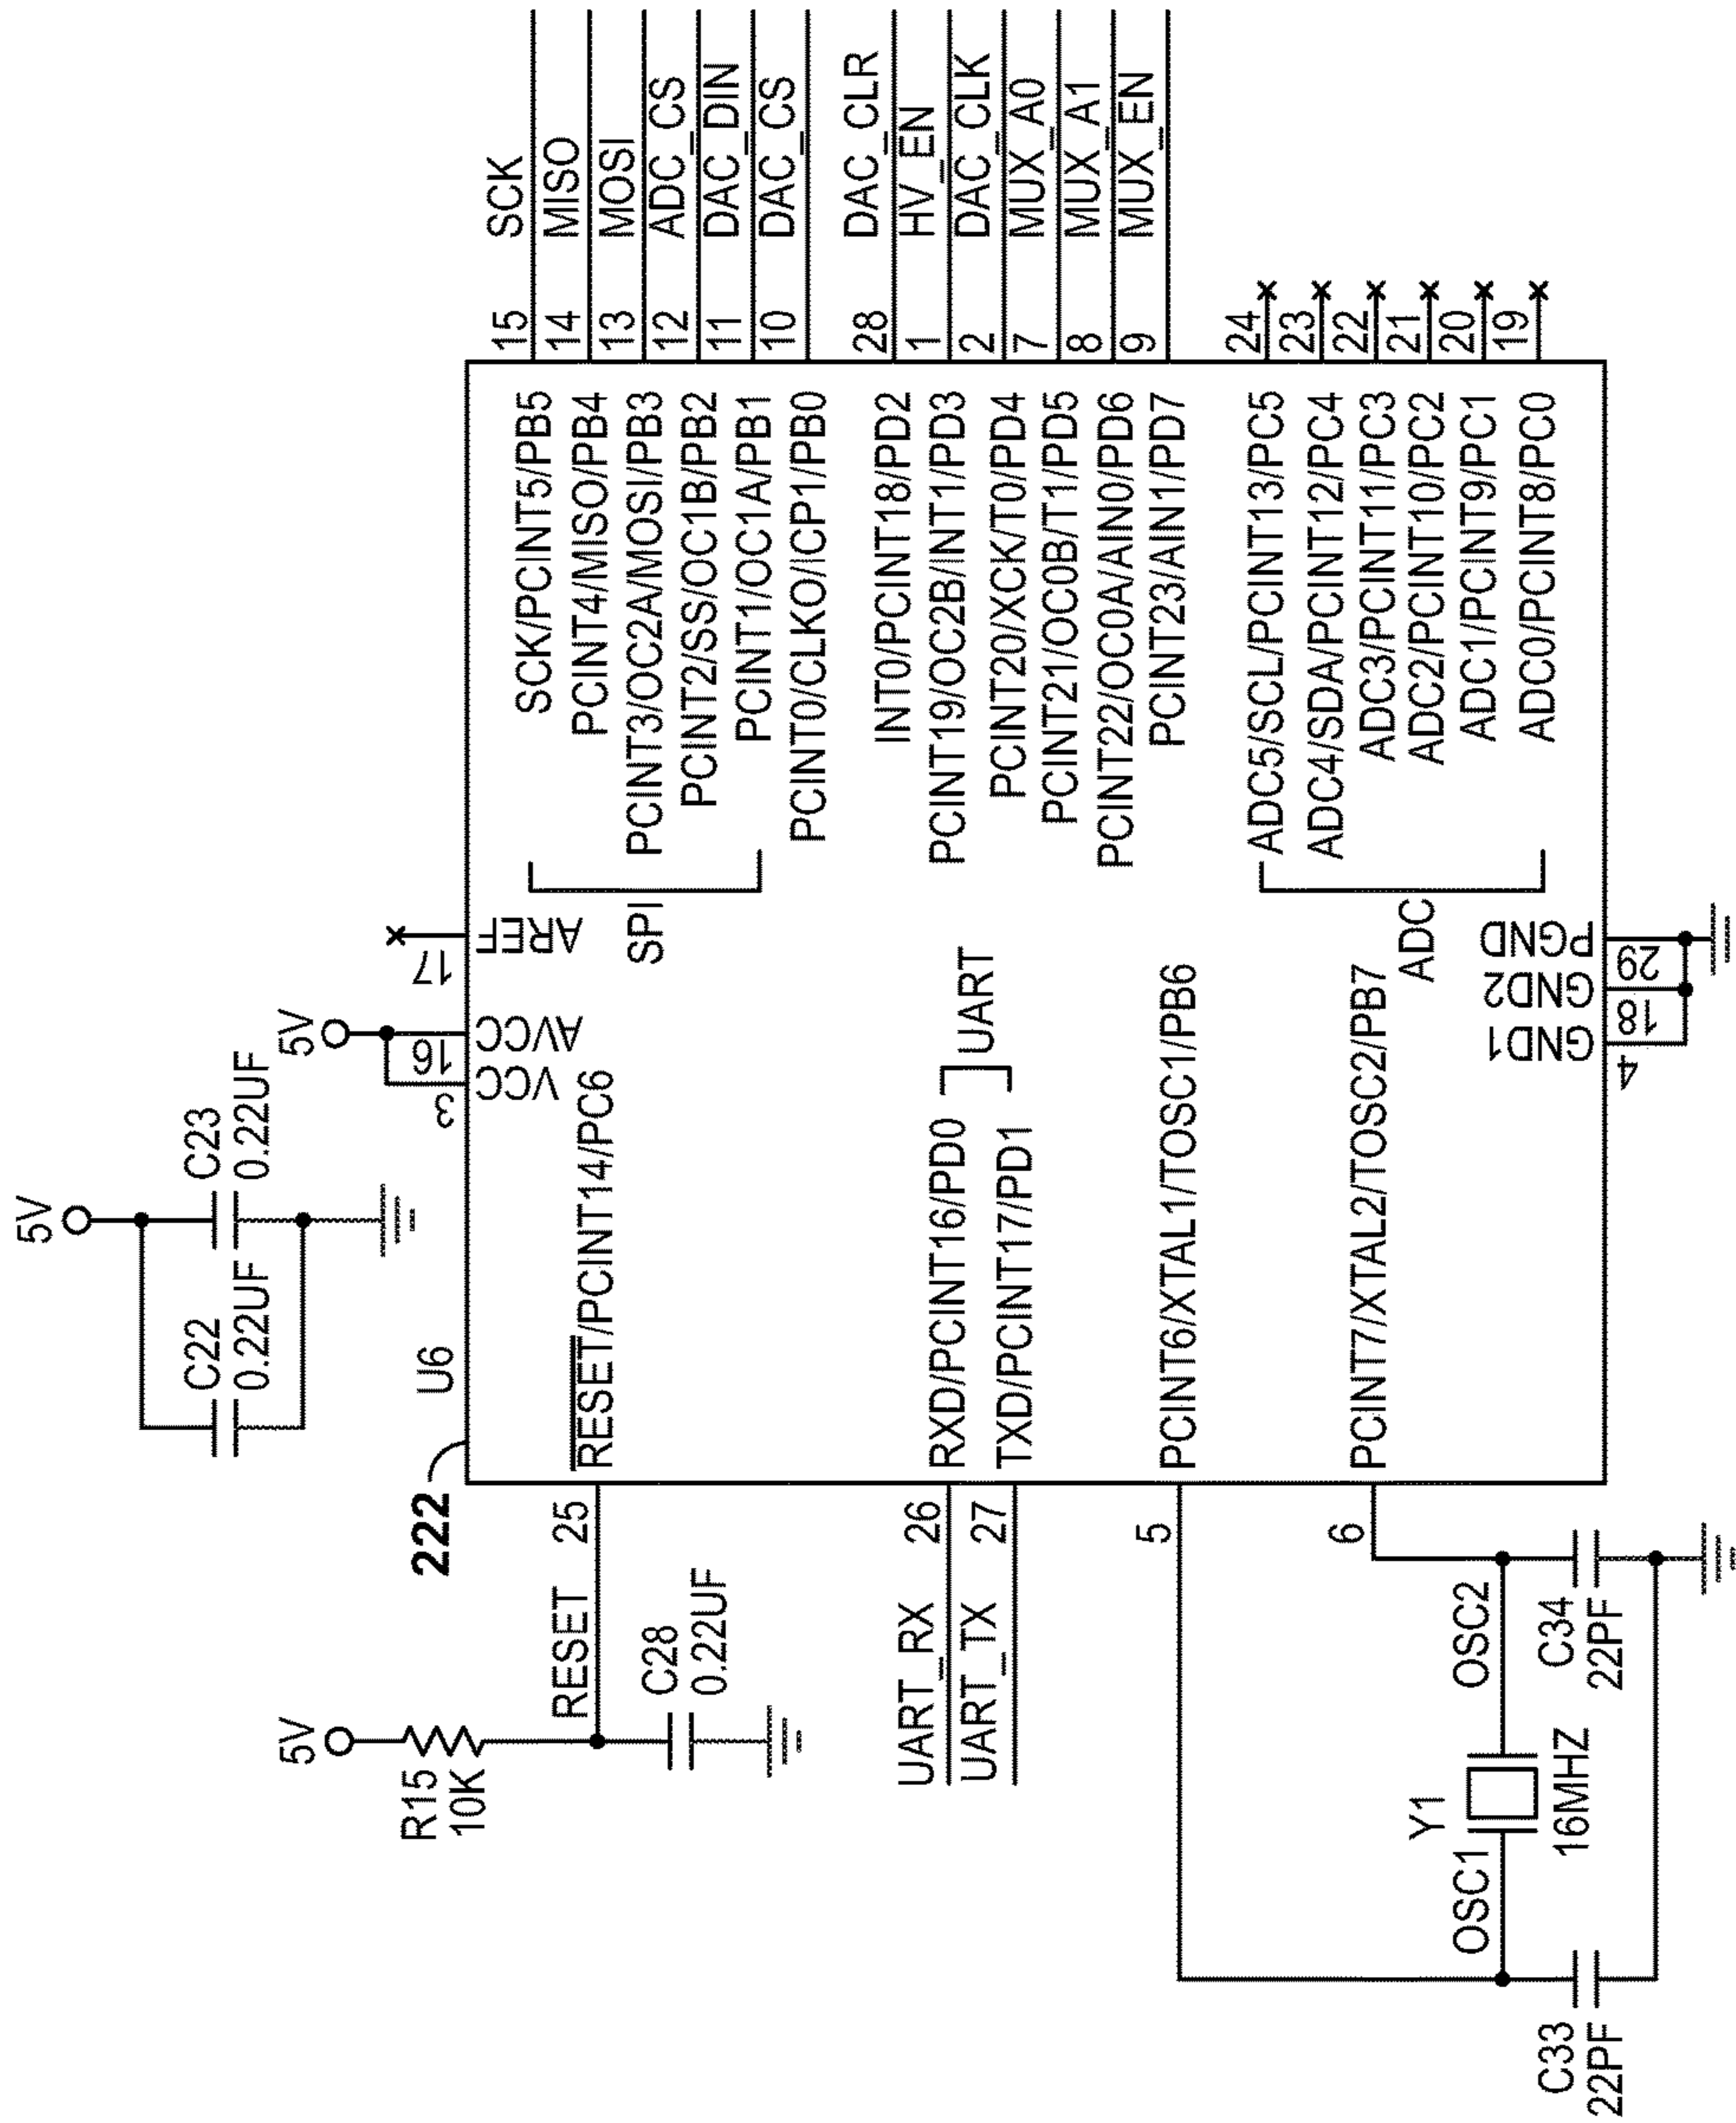 5V
C22
0.22UF
C23
0.22UF
5V
222
U6
3
VCC
16
AVCC
17
AREF
5V
R15
10K
RESET
25
RESET/PCINT14/PC6
C28
0.22UF
UART_RX
26
RXD/PCINT16/PD0
UART_TX
27
TXD/PCINT17/PD1
UART
5
PCINT6/XTAL1/TOSC1/PB6
6
PCINT7/XTAL2/TOSC2/PB7
OSC1
Y1
16MHZ
OSC2
C33
22PF
C34
22PF
SPI
SCK/PCINT5/PB5
15
SCK
PCINT4/MISO/PB4
14
MISO
PCINT3/OC2A/MOSI/PB3
13
MOSI
PCINT2/SS/OC1B/PB2
12
ADC_CS
PCINT1/OC1A/PB1
11
DAC_DIN
PCINT0/CLKO/ICP1/PB0
10
DAC_CS
INT0/PCINT18/PD2
28
DAC_CLR
PCINT19/OC2B/INT1/PD3
1
HV_EN
PCINT20/XCK/T0/PD4
2
DAC_CLK
PCINT21/OC0B/T1/PD5
7
MUX_A0
PCINT22/OC0A/AIN0/PD6
8
MUX_A1
PCINT23/AIN1/PD7
9
MUX_EN
ADC
ADC5/SCL/PCINT13/PC5
24
ADC4/SDA/PCINT12/PC4
23
ADC3/PCINT11/PC3
22
ADC2/PCINT10/PC2
21
ADC1/PCINT9/PC1
20
ADC0/PCINT8/PC0
19
GND1
4
GND2
18
PGND
29